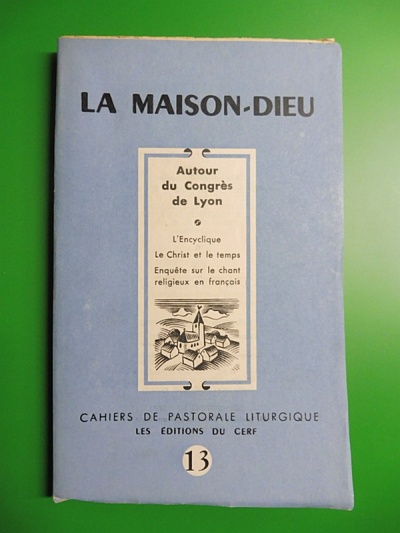 LA MAISON-DIEU
Autour
du Congrès
de Lyon
L'Encyclique
Le Christ et le temps
Enquête sur le chant
religieux en français
CAHIERS DE PASTORALE LITURGIQUE
LES ÉDITIONS DU CERF
13